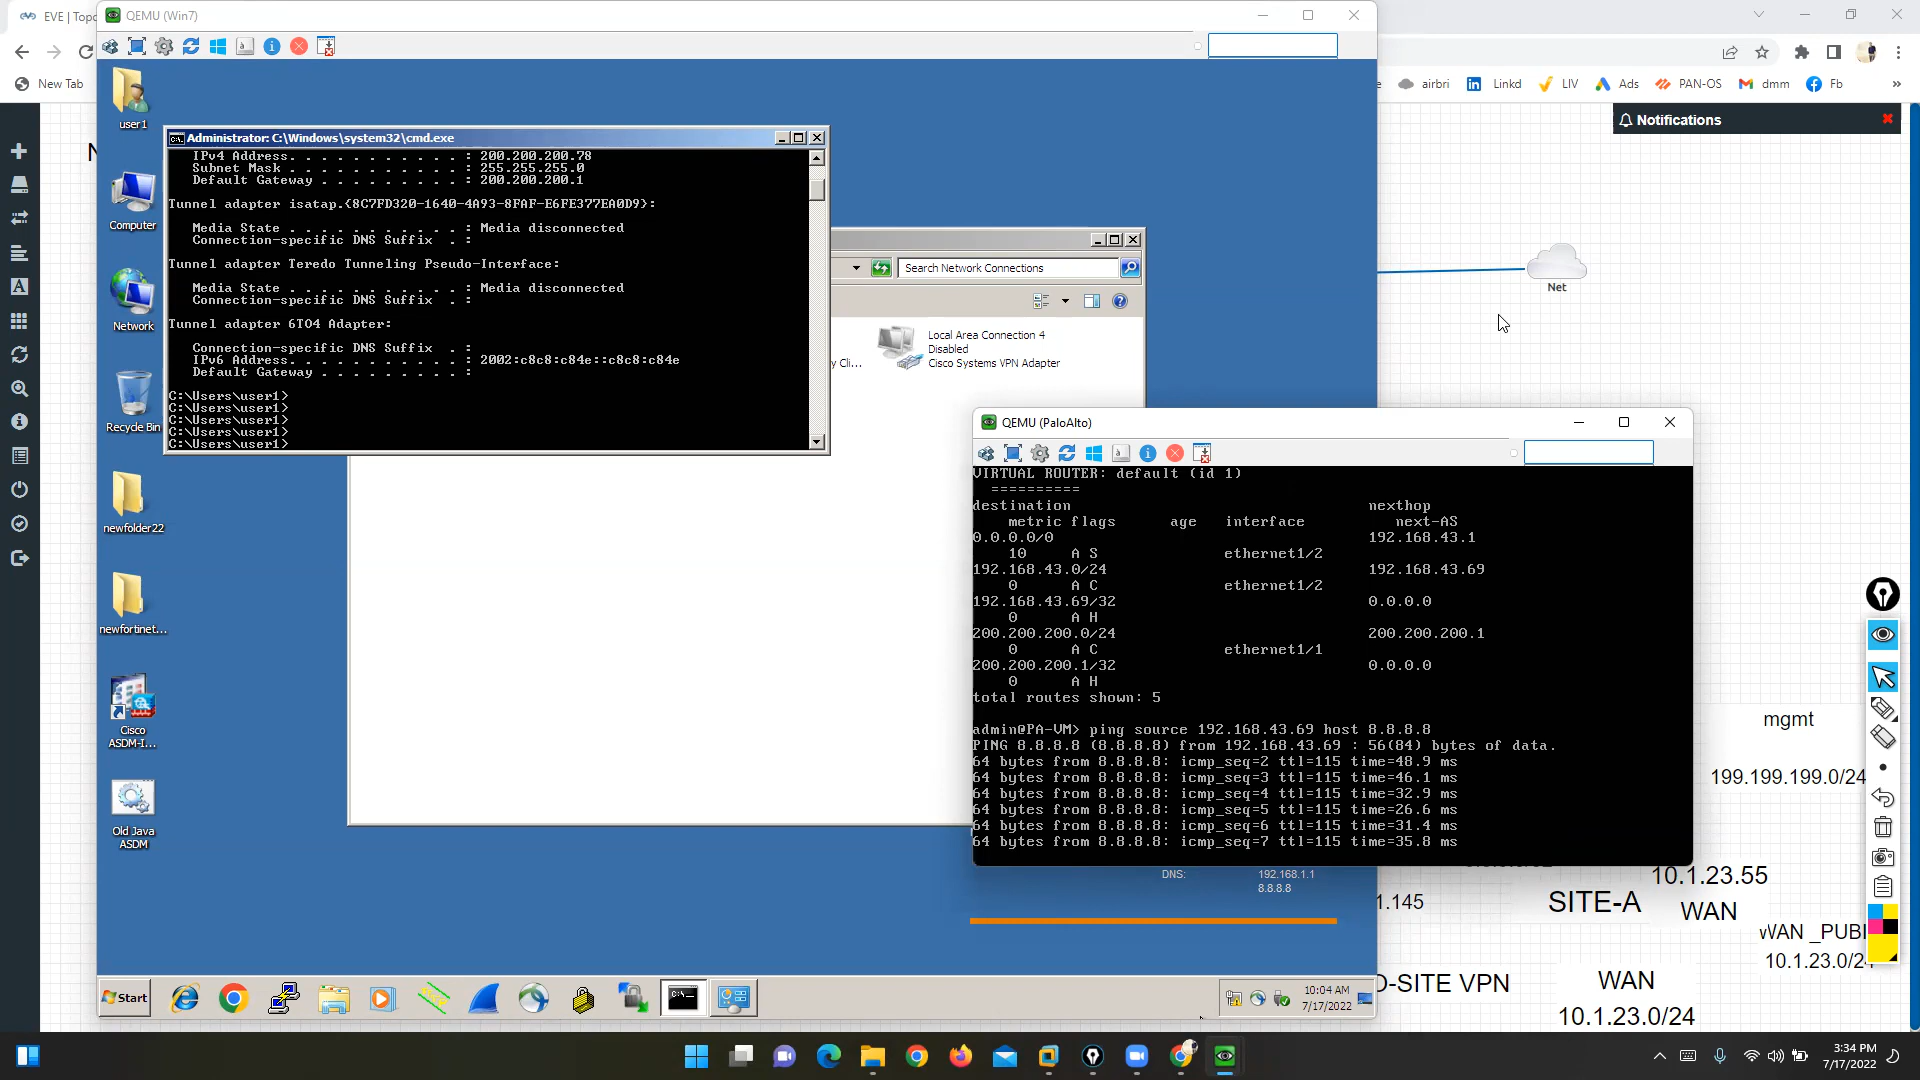 EVE | Topo
QEMU (Win7)
New Tab
airbri
Linkd
LIV
Ads
PAN-OS
dmm
Fb
»
Notifications
user1
Computer
Network
Recycle Bin
newfolder22
newfortinet...
Cisco
ASDM-I...
Old Java
ASDM
Administrator: C:\Windows\system32\cmd.exe
IPv4 Address. . . . . . . . . . . : 200.200.200.78
Subnet Mask . . . . . . . . . . . : 255.255.255.0
Default Gateway . . . . . . . . . : 200.200.200.1
Tunnel adapter isatap.{8C7FD320-1640-4A93-8FAF-E6FE377EA0D9}:
Media State . . . . . . . . . . . : Media disconnected
Connection-specific DNS Suffix  . :
Tunnel adapter Teredo Tunneling Pseudo-Interface:
Media State . . . . . . . . . . . : Media disconnected
Connection-specific DNS Suffix  . :
Tunnel adapter 6TO4 Adapter:
Connection-specific DNS Suffix  . :
IPv6 Address. . . . . . . . . . . : 2002:c8c8:c84e::c8c8:c84e
Default Gateway . . . . . . . . . :
C:\Users\user1>
C:\Users\user1>
C:\Users\user1>
C:\Users\user1>
C:\Users\user1>
Search Network Connections
y Cli...
Local Area Connection 4
Disabled
Cisco Systems VPN Adapter
Net
QEMU (PaloAlto)
VIRTUAL ROUTER: default (id 1)
==========
destination nexthop
metric flags age interface next-AS
0.0.0.0/0 192.168.43.1
10 A S ethernet1/2
192.168.43.0/24 192.168.43.69
0 A C ethernet1/2
192.168.43.69/32 0.0.0.0
0 A H
200.200.200.0/24 200.200.200.1
0 A C ethernet1/1
200.200.200.1/32 0.0.0.0
0 A H
total routes shown: 5
admin@PA-VM> ping source 192.168.43.69 host 8.8.8.8
PING 8.8.8.8 (8.8.8.8) from 192.168.43.69 : 56(84) bytes of data.
64 bytes from 8.8.8.8: icmp_seq=2 ttl=115 time=48.9 ms
64 bytes from 8.8.8.8: icmp_seq=3 ttl=115 time=46.1 ms
64 bytes from 8.8.8.8: icmp_seq=4 ttl=115 time=32.9 ms
64 bytes from 8.8.8.8: icmp_seq=5 ttl=115 time=26.6 ms
64 bytes from 8.8.8.8: icmp_seq=6 ttl=115 time=31.4 ms
64 bytes from 8.8.8.8: icmp_seq=7 ttl=115 time=35.8 ms
DNS: 192.168.1.1
8.8.8.8
mgmt
199.199.199.0/24
10.1.23.55
1.145
SITE-A
WAN
WAN _PUBI
10.1.23.0/24
O-SITE VPN
WAN
10.1.23.0/24
Start
10:04 AM
7/17/2022
3:34 PM
7/17/2022